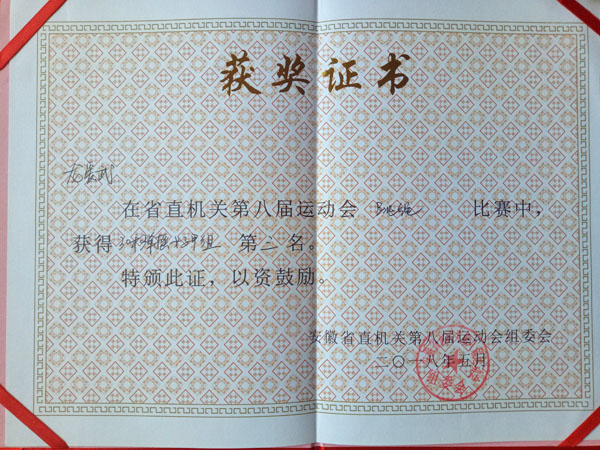 获奖证书
在省直机关第八届运动会 跳绳 比赛中，
获得 第二名。
特颁此证，以资鼓励。
安徽省直机关第八届运动会组委会
二〇一八年五月